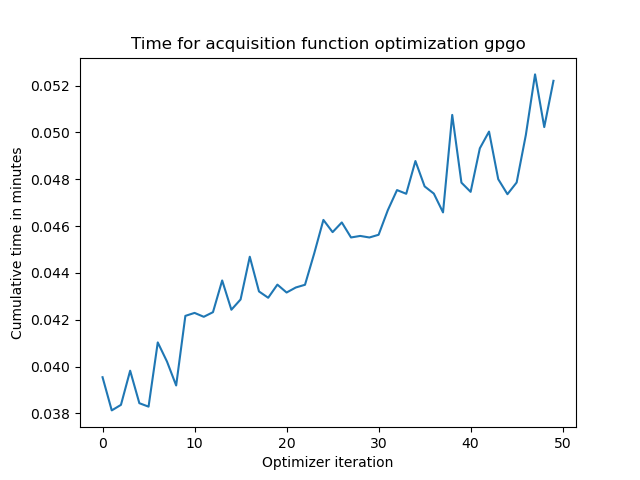 Time for acquisition function optimization gpgo
Cumulative time in minutes
0.052
0.050
0.048
0.046
0.044
0.042
0.040
0.038
0 10 20 30 40 50
Optimizer iteration